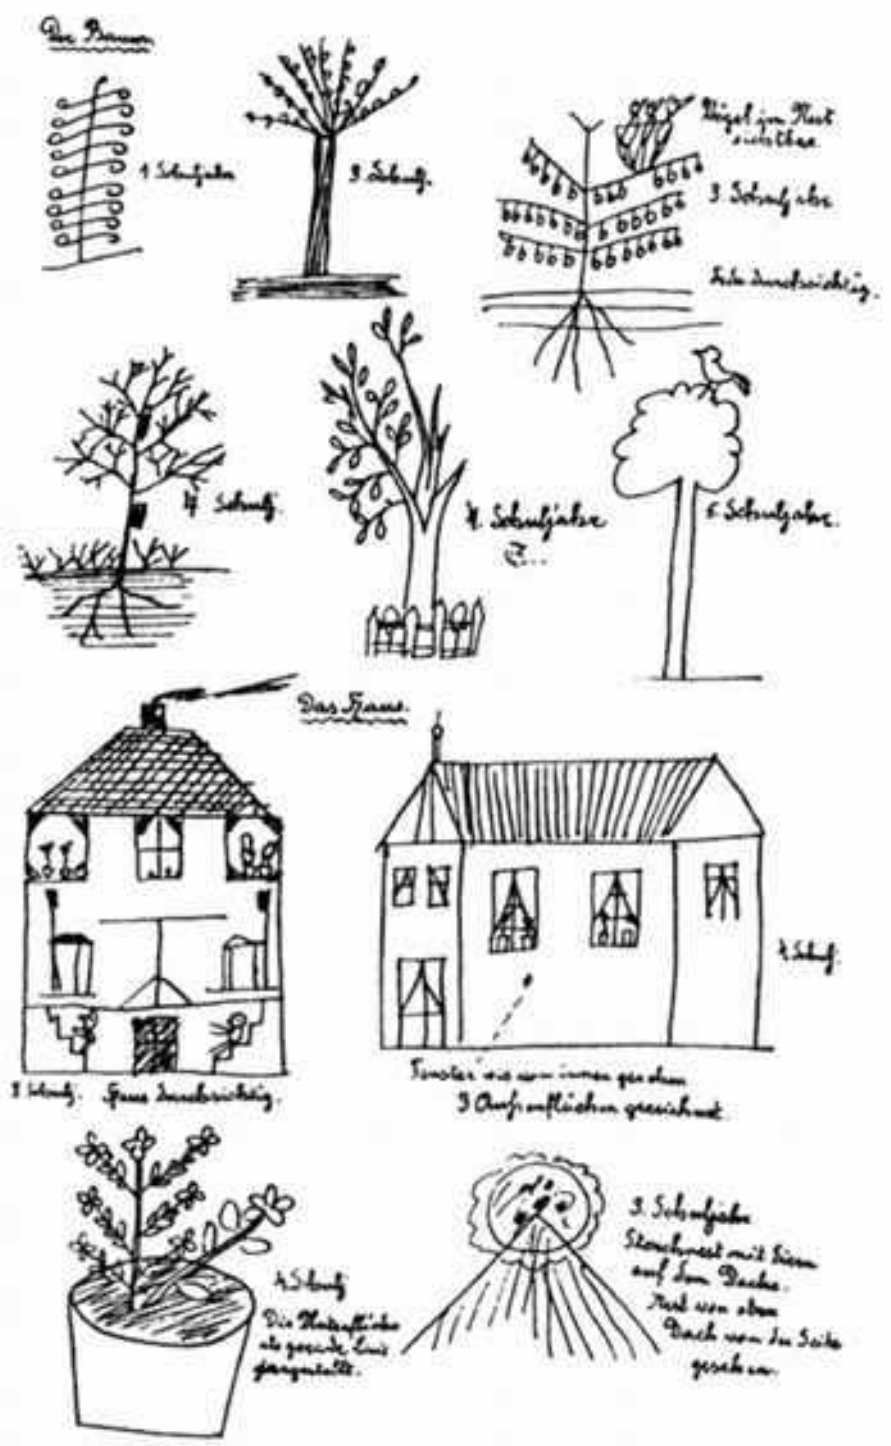 Der Baum
1 Schuljahr
3. Schulj.
Vögel im Nest
sichtbar
3. Schuljahr
Erde durchsichtig.
4 Schulj.
4. Schuljahr
6. Schuljahr.
Das Haus.
4. Schulj.
3 Schulj. Haus durchsichtig.
Fenster wie von innen gesehen
3 Außenflächen gezeichnet
4 Schulj
Die
als gerade Linie
dargestellt.
3. Schuljahr
Storchnest mit Eiern
auf dem Dache.
Nest von oben
Dach von der Seite
gesehen.